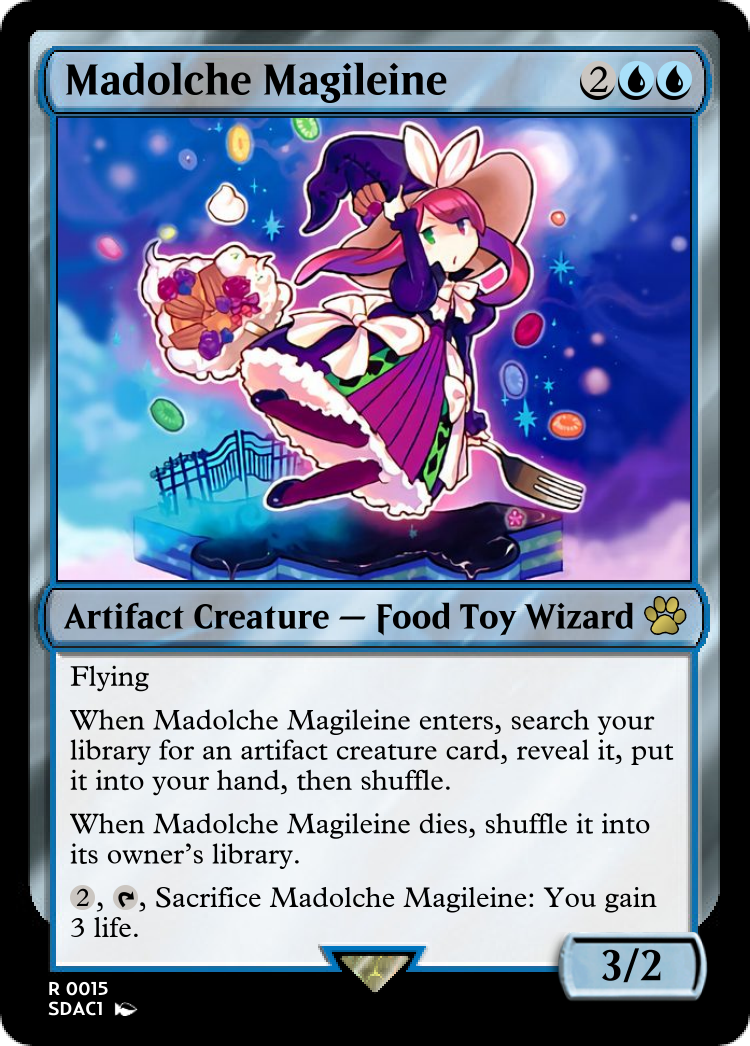 Madolche Magileine 2
Artifact Creature — Food Toy Wizard
Flying
When Madolche Magileine enters, search your
library for an artifact creature card, reveal it, put
it into your hand, then shuffle.
When Madolche Magileine dies, shuffle it into
its owner's library.
2, , Sacrifice Madolche Magileine: You gain
3 life.
3/2
R 0015
SDAC1